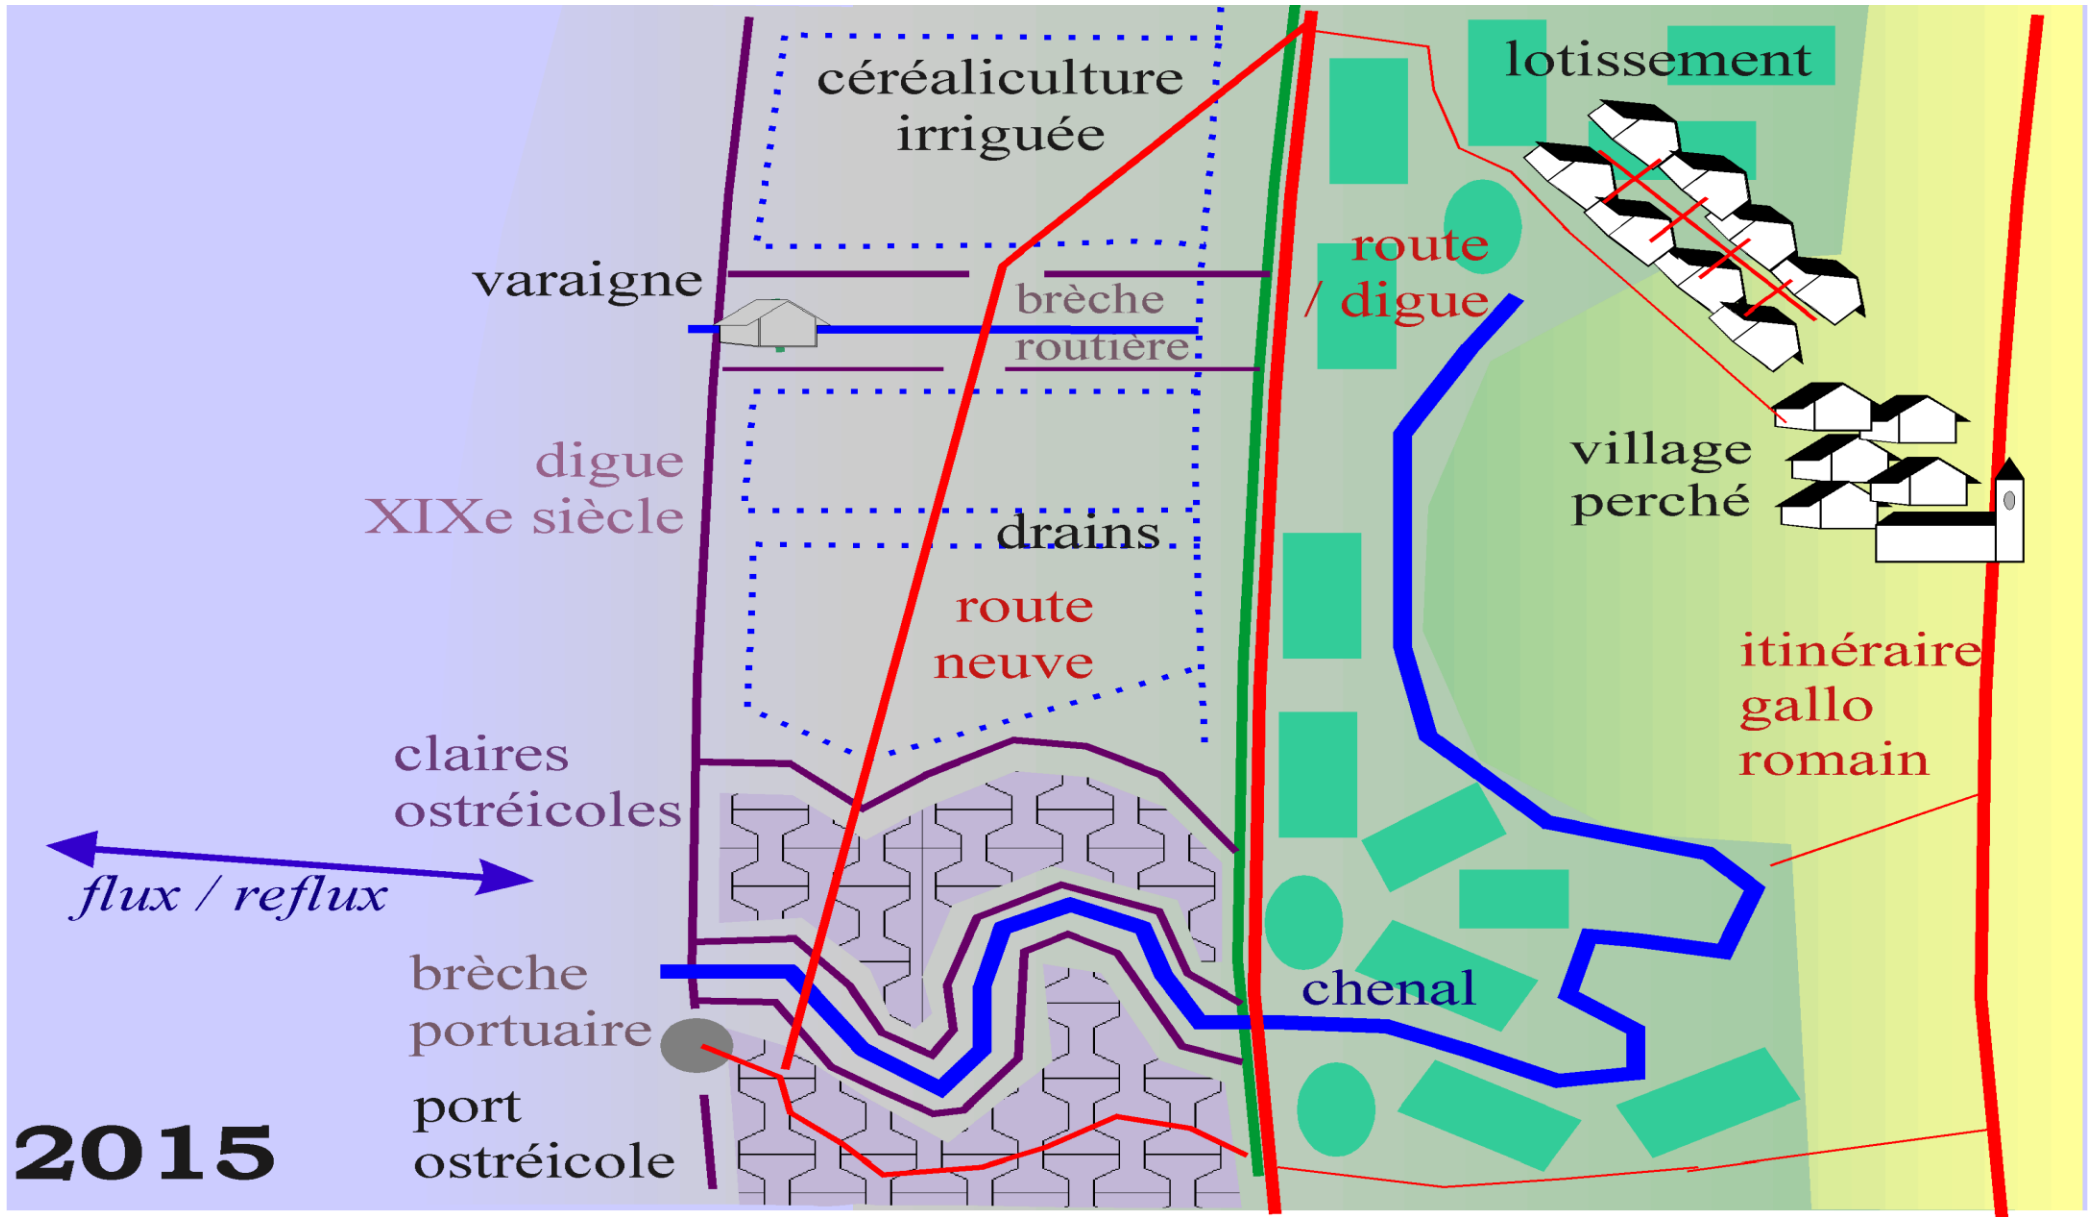 céréaliculture
irriguée
lotissement
varaigne
brèche
routière
route
/ digue
digue
XIXe siècle
village
perché
drains
route
neuve
itinéraire
gallo
romain
claires
ostréicoles
flux / reflux
brèche
portuaire
chenal
port
ostréicole
2015